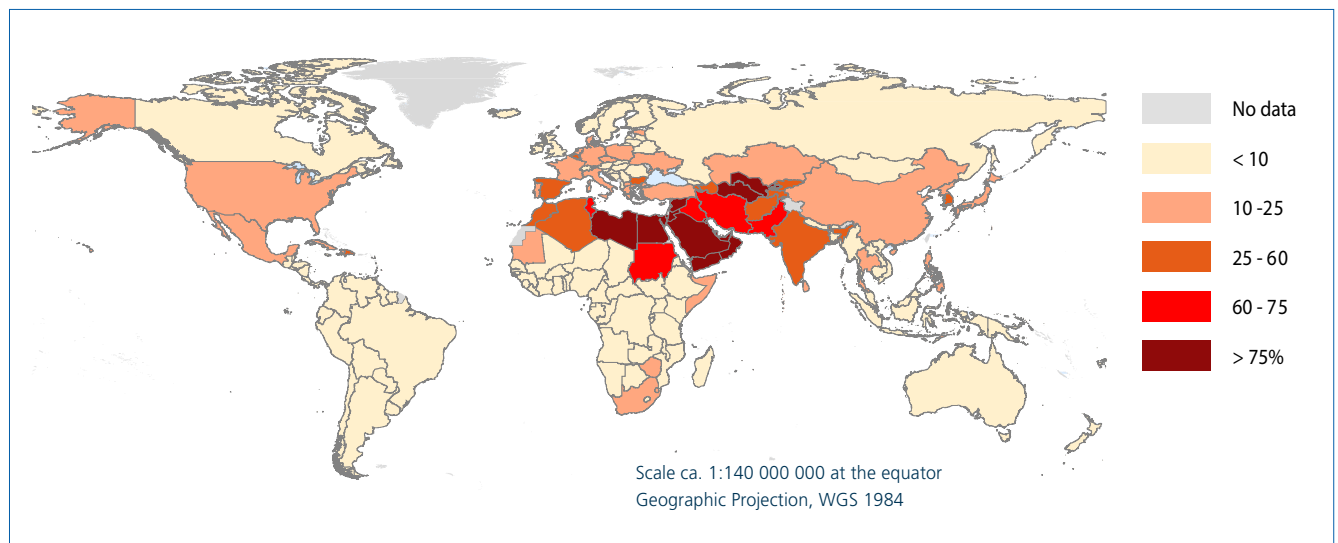 No data
< 10
10 -25
25 - 60
60 - 75
> 75%
Scale ca. 1:140 000 000 at the equator
Geographic Projection, WGS 1984